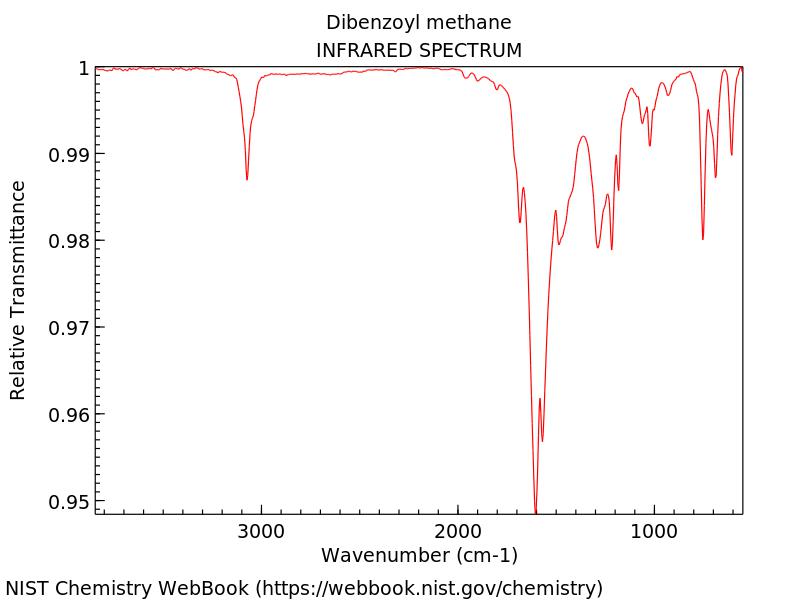 Dibenzoyl methane
INFRARED SPECTRUM
Relative Transmittance
1
0.99
0.98
0.97
0.96
0.95
3000 2000 1000
Wavenumber (cm-1)
NIST Chemistry WebBook (https://webbook.nist.gov/chemistry)